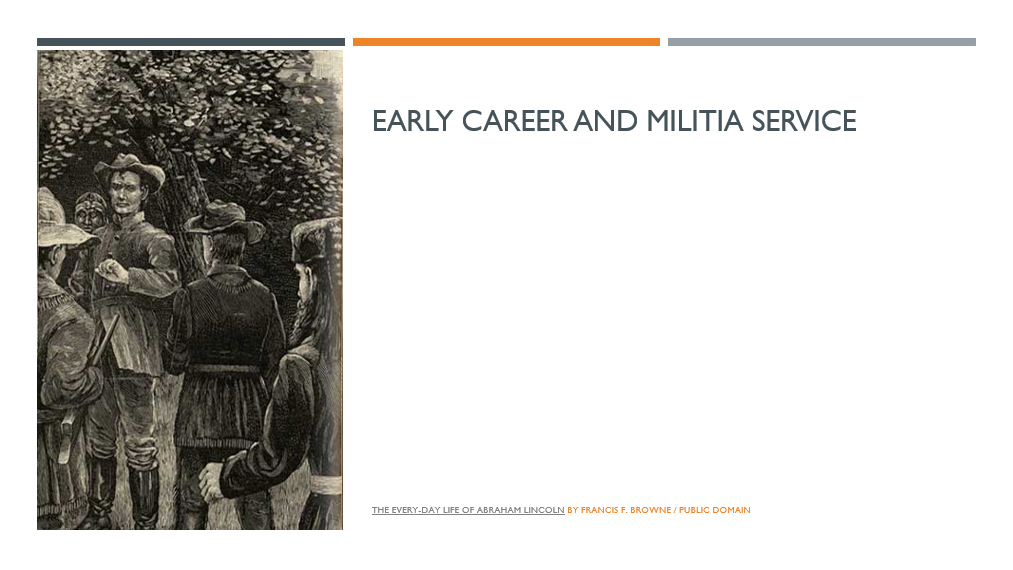 EARLY CAREER AND MILITIA SERVICE
THE EVERY-DAY LIFE OF ABRAHAM LINCOLN BY FRANCIS F. BROWNE / PUBLIC DOMAIN